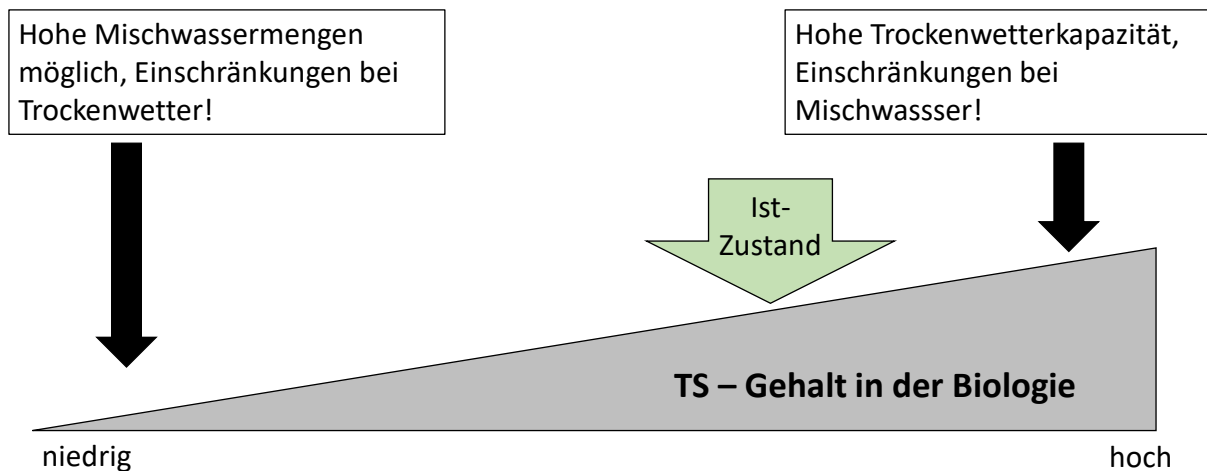 Hohe Mischwassermengen
möglich, Einschränkungen bei
Trockenwetter!
Hohe Trockenwetterkapazität,
Einschränkungen bei
Mischwassser!
Ist-
Zustand
TS – Gehalt in der Biologie
niedrig
hoch